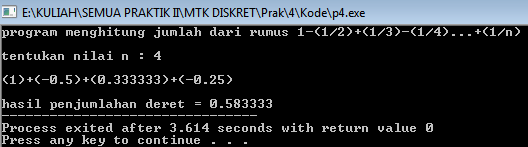 E:\KULIAH\SEMUA PRAKTIK II\MTK DISKRET\Prak\4\Kode\p4.exe
program menghitung jumlah dari rumus 1-(1/2)+(1/3)-(1/4)...+(1/n)
tentukan nilai n : 4
(1)+(-0.5)+(0.333333)+(-0.25)
hasil penjumlahan deret = 0.583333
--------------------------------
Process exited after 3.614 seconds with return value 0
Press any key to continue . . .